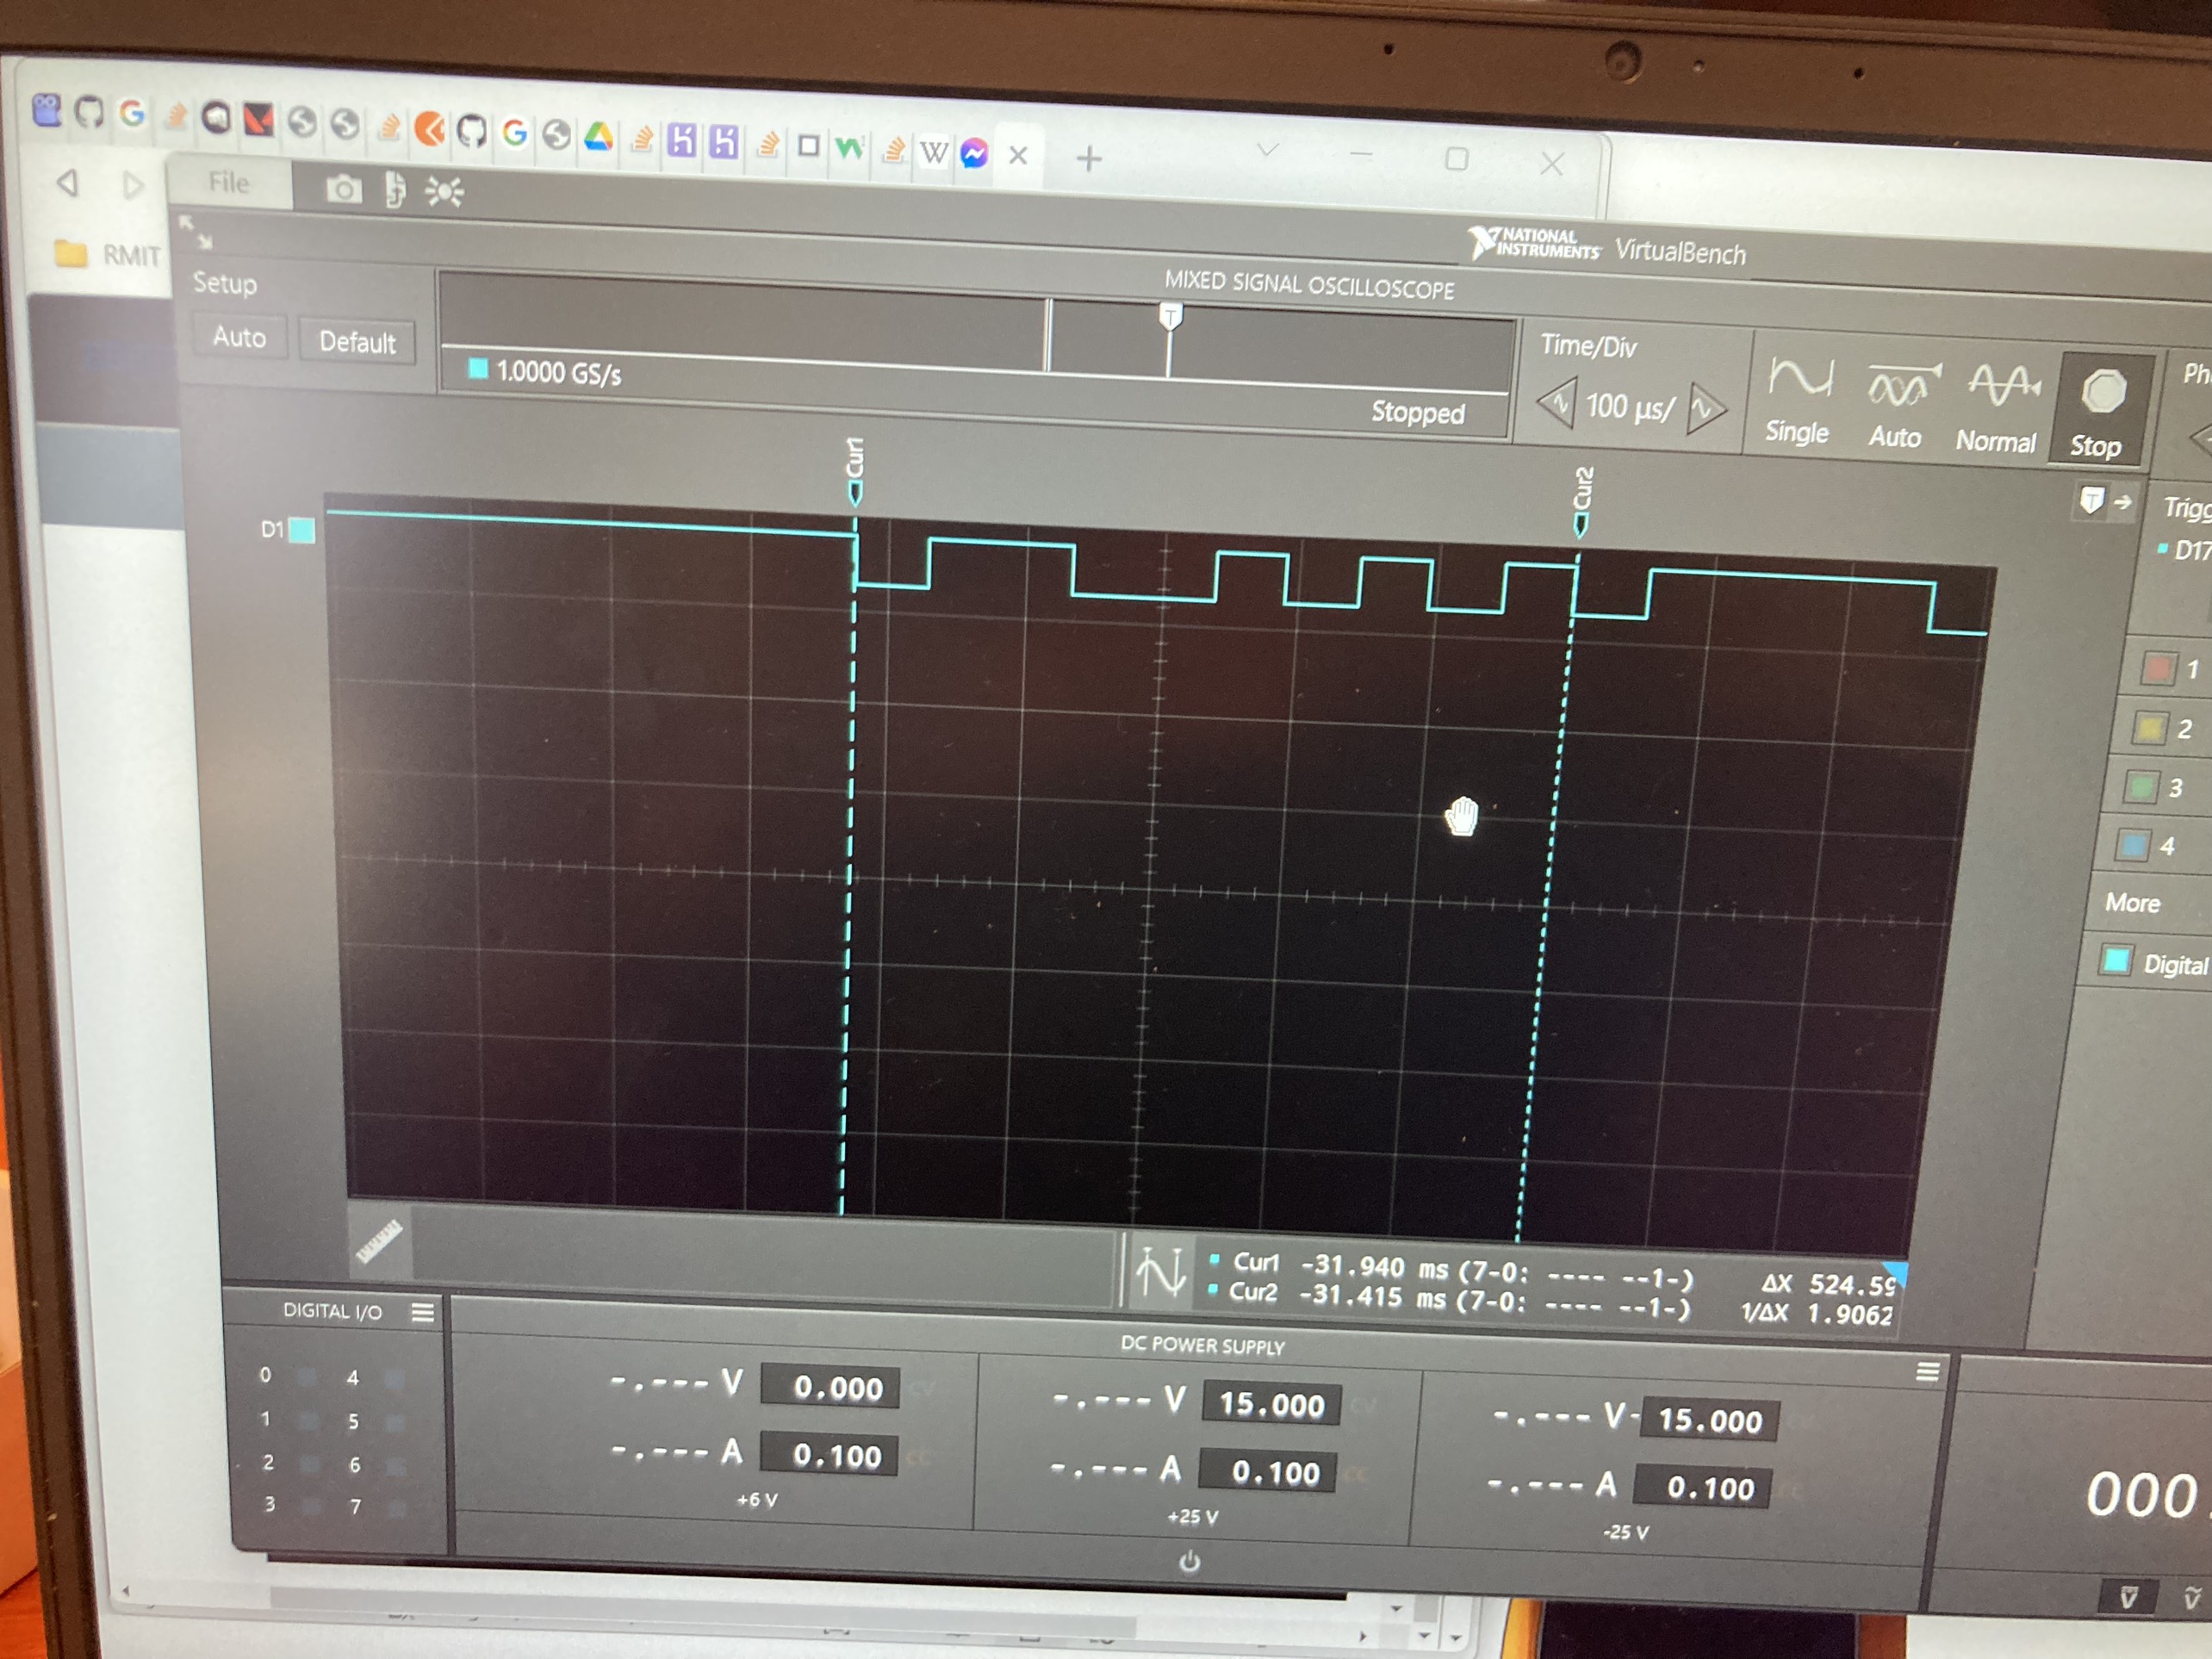 File
RMIT
NATIONAL
INSTRUMENTS
VirtualBench
Setup
Auto
Default
MIXED SIGNAL OSCILLOSCOPE
T
1.0000 GS/s
Stopped
Time/Div
100 µs/
Single
Auto
Normal
Stop
Ph
Cur1
Cur2
D1
T
Trigg
D17
1
2
3
4
More
Digital
Cur1 -31.940 ms (7-0: ---- --1-)
ΔX 524.59
Cur2 -31.415 ms (7-0: ---- --1-)
1/ΔX 1.9062
DIGITAL I/O
0 4
1 5
2 6
3 7
DC POWER SUPPLY
-.--- V 0.000
-.--- A 0.100
+6 V
-.--- V 15.000
-.--- A 0.100
+25 V
-.--- V -15.000
-.--- A 0.100
-25 V
000.